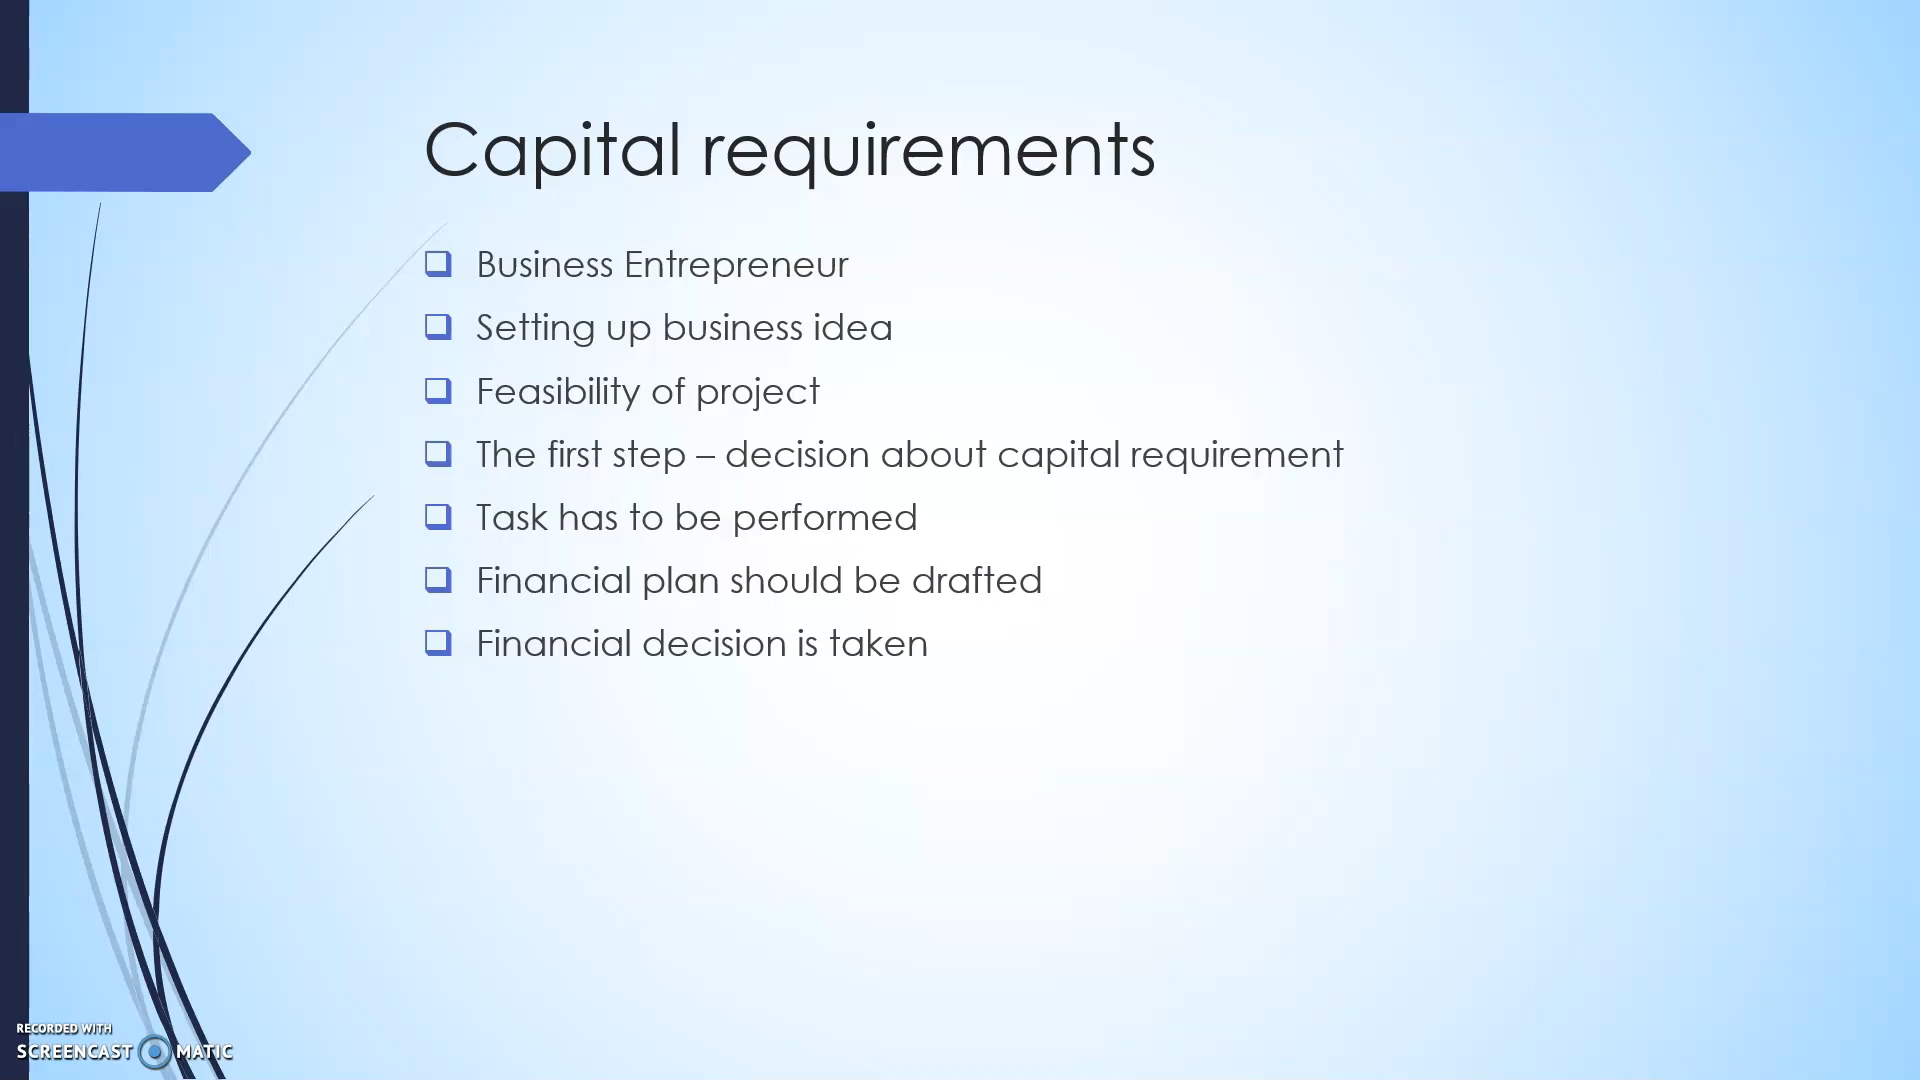 Capital requirements
Business Entrepreneur
Setting up business idea
Feasibility of project
The first step – decision about capital requirement
Task has to be performed
Financial plan should be drafted
Financial decision is taken
RECORDED WITH
SCREENCAST MATIC